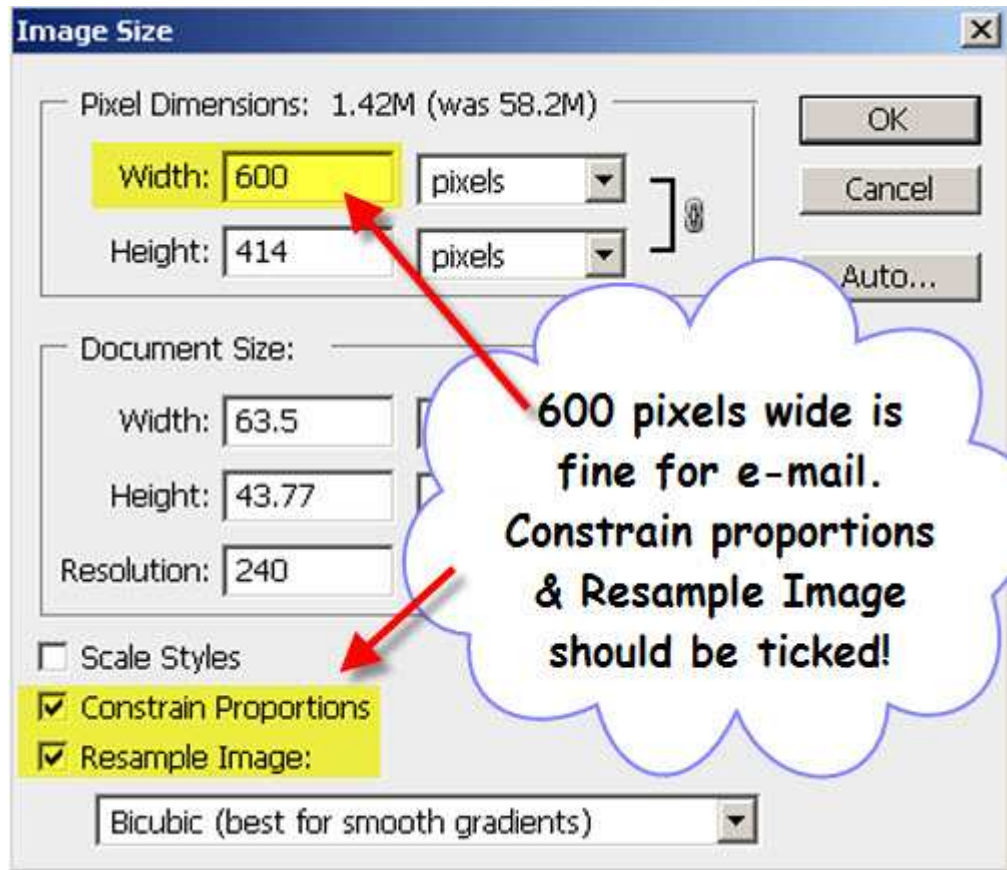 Image Size
Pixel Dimensions: 1.42M (was 58.2M)
OK
Width: 600 pixels
Cancel
Height: 414 pixels
Auto...
Document Size:
Width: 63.5
Height: 43.77
Resolution: 240
600 pixels wide is
fine for e-mail.
Constrain proportions
& Resample Image
should be ticked!
Scale Styles
Constrain Proportions
Resample Image:
Bicubic (best for smooth gradients)